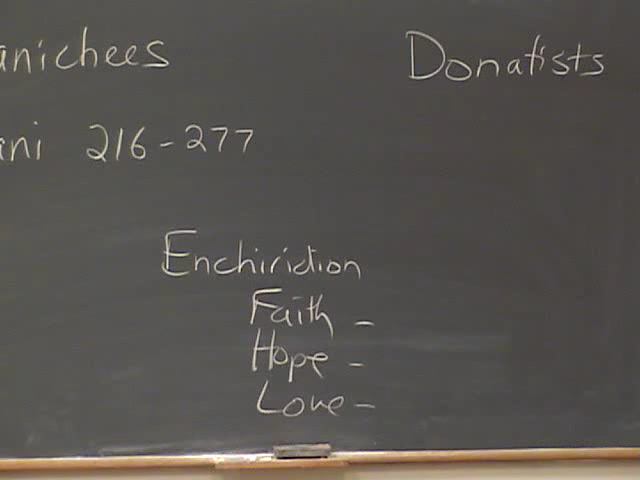 anichees
Donatists
ani 216-277
Enchiridion
Faith -
Hope -
Love -